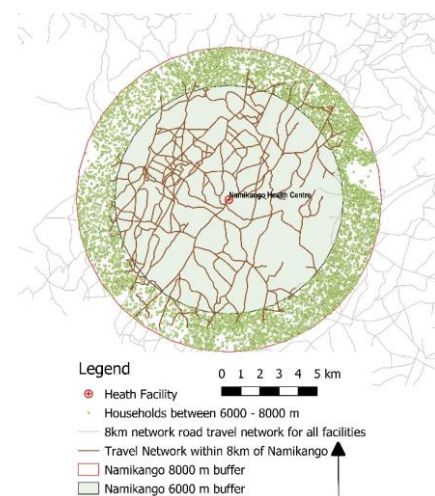 Namikango Health Centre
Legend
0 1 2 3 4 5 km
Heath Facility
Households between 6000 - 8000 m
8km network road travel network for all facilities
Travel Network within 8km of Namikango
Namikango 8000 m buffer
Namikango 6000 m buffer